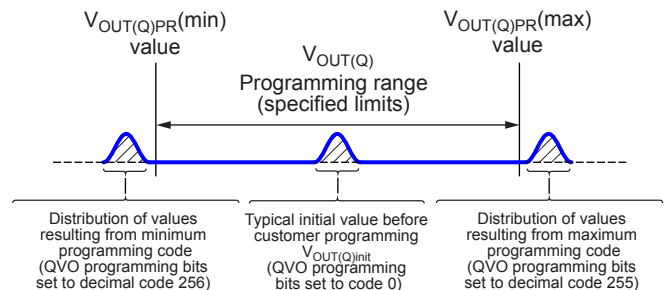 V_OUT(Q)PR(min)
value
V_OUT(Q)
Programming range
(specified limits)
V_OUT(Q)PR(max)
value
Distribution of values
resulting from minimum
programming code
(QVO programming bits
set to decimal code 256)
Typical initial value before
customer programming
V_OUT(Q)init
(QVO programming
bits set to code 0)
Distribution of values
resulting from maximum
programming code
(QVO programming bits
set to decimal code 255)